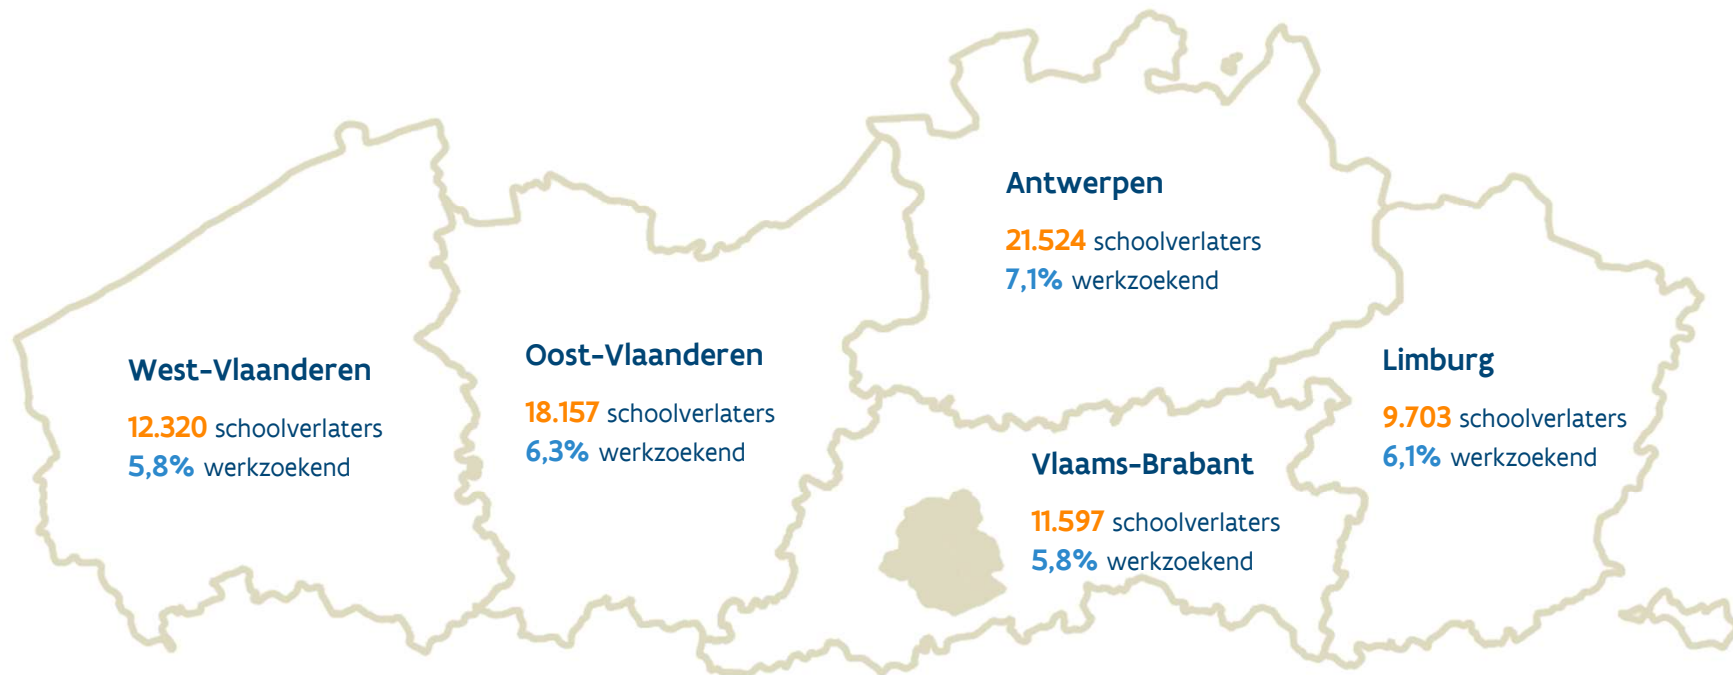 Antwerpen
21.524 schoolverlaters
7,1% werkzoekend
West-Vlaanderen
12.320 schoolverlaters
5,8% werkzoekend
Oost-Vlaanderen
18.157 schoolverlaters
6,3% werkzoekend
Limburg
9.703 schoolverlaters
6,1% werkzoekend
Vlaams-Brabant
11.597 schoolverlaters
5,8% werkzoekend